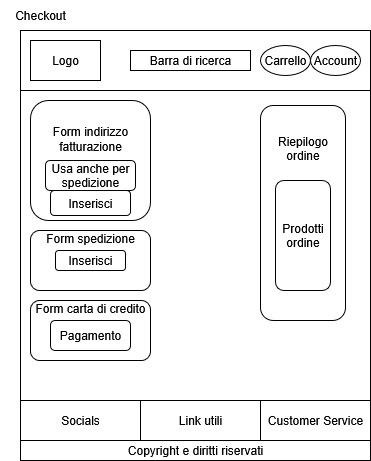 Checkout
Logo
Barra di ricerca
Carrello
Account
Form indirizzo
fatturazione
Usa anche per
spedizione
Inserisci
Form spedizione
Inserisci
Form carta di credito
Pagamento
Riepilogo
ordine
Prodotti
ordine
Socials
Link utili
Customer Service
Copyright e diritti riservati